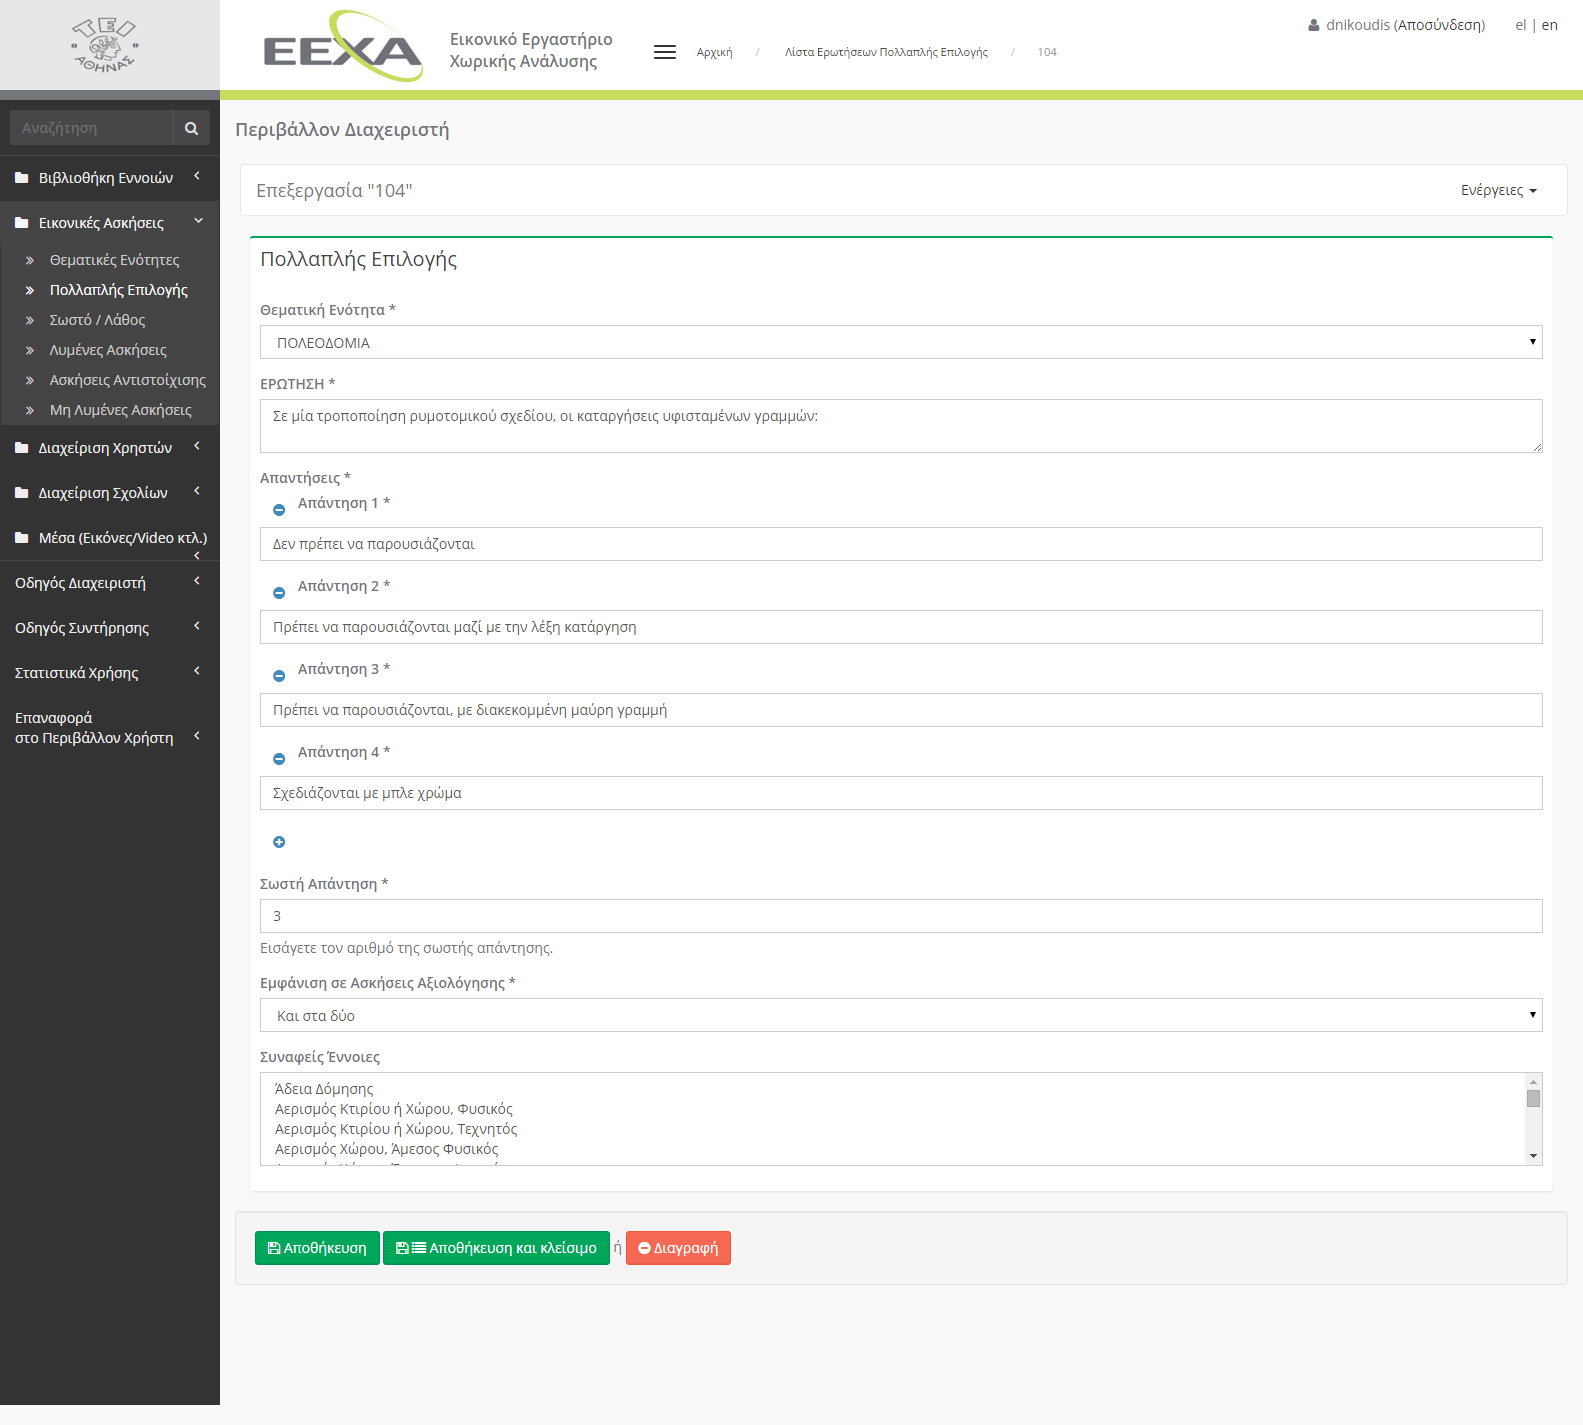 ΤΕΙ
ΑΘΗΝΑΣ
EEXA
Εικονικό Εργαστήριο
Χωρικής Ανάλυσης
Αρχική / Λίστα Ερωτήσεων Πολλαπλής Επιλογής / 104
dnikoudis (Αποσύνδεση) el | en
Αναζήτηση
Βιβλιοθήκη Εννοιών
Εικονικές Ασκήσεις
Θεματικές Ενότητες
Πολλαπλής Επιλογής
Σωστό / Λάθος
Λυμένες Ασκήσεις
Ασκήσεις Αντιστοίχισης
Μη Λυμένες Ασκήσεις
Διαχείριση Χρηστών
Διαχείριση Σχολίων
Μέσα (Εικόνες/Video κτλ.)
Οδηγός Διαχειριστή
Οδηγός Συντήρησης
Στατιστικά Χρήσης
Επαναφορά
στο Περιβάλλον Χρήστη
Περιβάλλον Διαχειριστή
Επεξεργασία "104"
Ενέργειες
Πολλαπλής Επιλογής
Θεματική Ενότητα *
ΠΟΛΕΟΔΟΜΙΑ
ΕΡΩΤΗΣΗ *
Σε μία τροποποίηση ρυμοτομικού σχεδίου, οι καταργήσεις υφισταμένων γραμμών:
Απαντήσεις *
Απάντηση 1 *
Δεν πρέπει να παρουσιάζονται
Απάντηση 2 *
Πρέπει να παρουσιάζονται μαζί με την λέξη κατάργηση
Απάντηση 3 *
Πρέπει να παρουσιάζονται, με διακεκομμένη μαύρη γραμμή
Απάντηση 4 *
Σχεδιάζονται με μπλε χρώμα
Σωστή Απάντηση *
3
Εισάγετε τον αριθμό της σωστής απάντησης.
Εμφάνιση σε Ασκήσεις Αξιολόγησης *
Και στα δύο
Συναφείς Έννοιες
Άδεια Δόμησης
Αερισμός Κτιρίου ή Χώρου, Φυσικός
Αερισμός Κτιρίου ή Χώρου, Τεχνητός
Αερισμός Χώρου, Άμεσος Φυσικός
Αποθήκευση
Αποθήκευση και κλείσιμο
ή
Διαγραφή